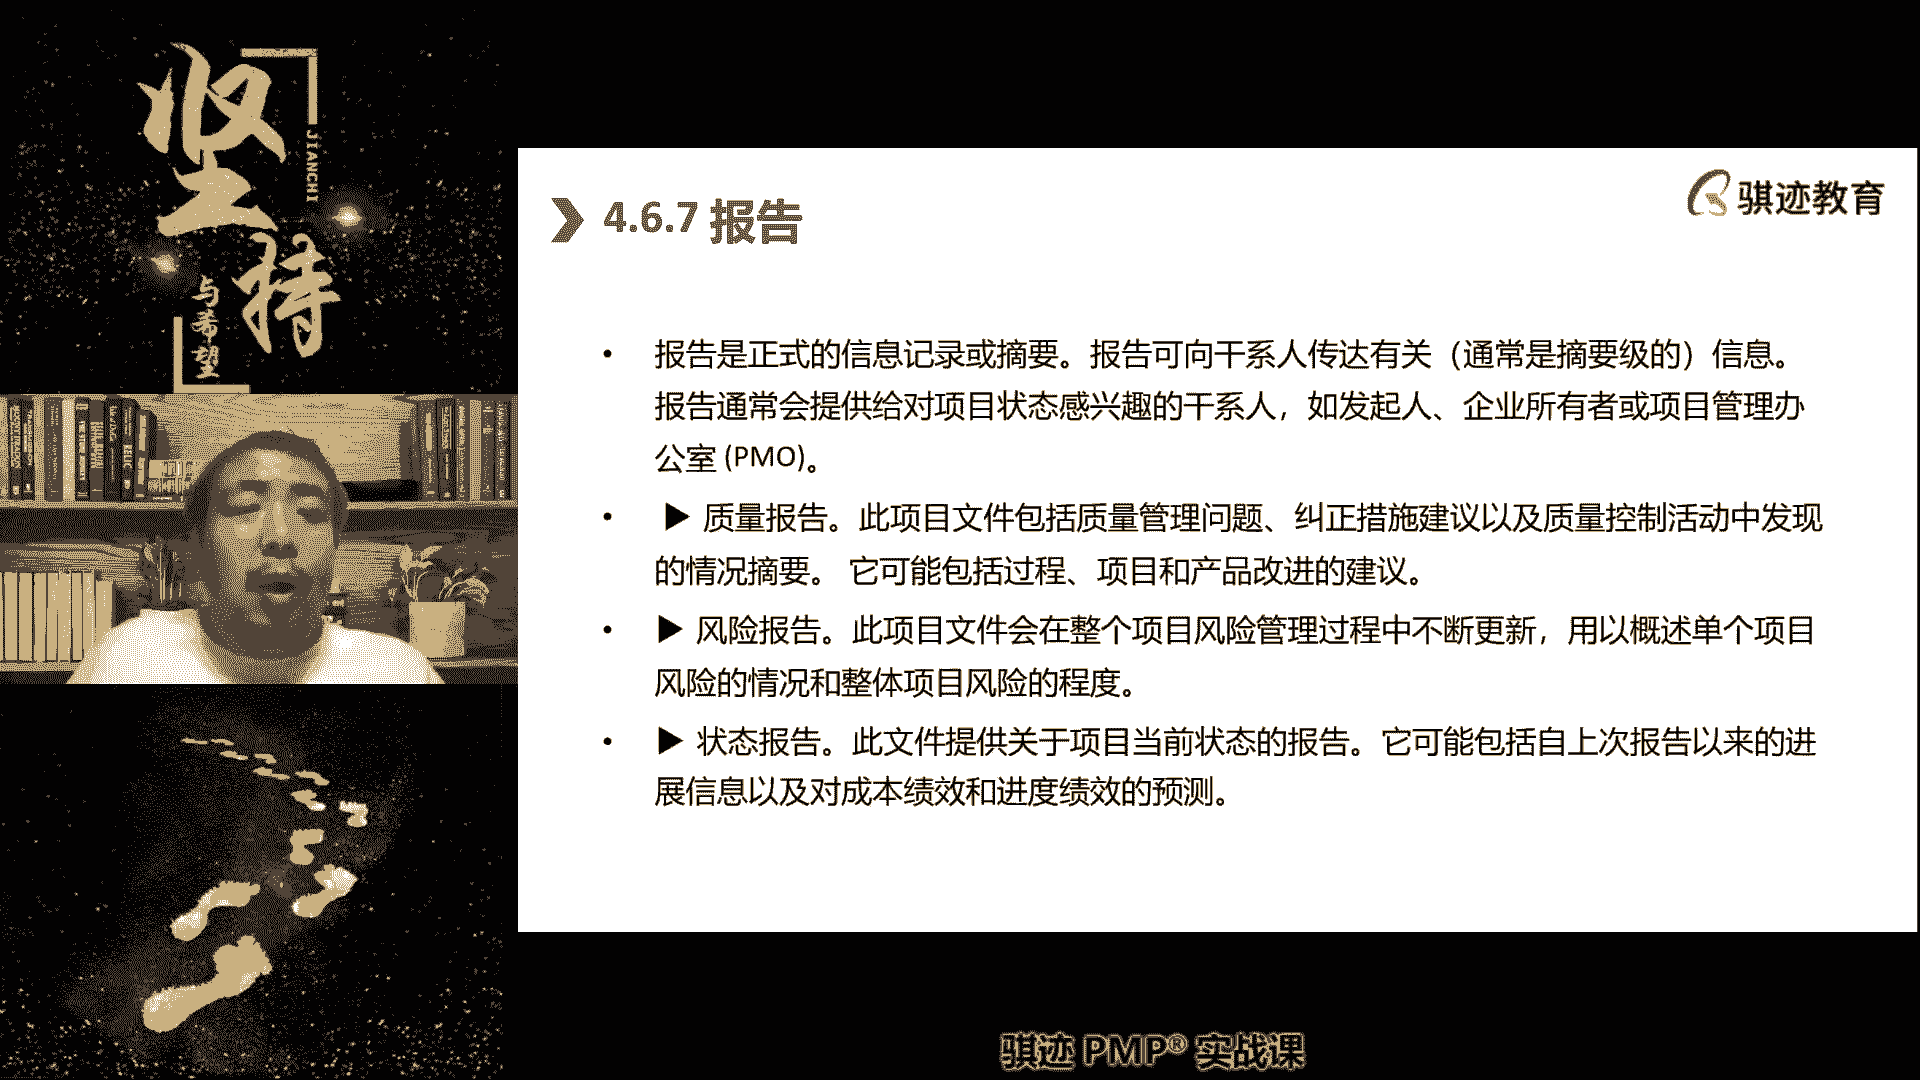 坚持
JIANCHI
与希望
骐迹教育
4.6.7 报告
• 报告是正式的信息记录或摘要。报告可向干系人传达有关（通常是摘要级的）信息。
报告通常会提供给对项目状态感兴趣的干系人，如发起人、企业所有者或项目管理办
公室 (PMO)。
• ▶ 质量报告。此项目文件包括质量管理问题、纠正措施建议以及质量控制活动中发现
的情况摘要。 它可能包括过程、项目和产品改进的建议。
• ▶ 风险报告。此项目文件会在整个项目风险管理过程中不断更新，用以概述单个项目
风险的情况和整体项目风险的程度。
• ▶ 状态报告。此文件提供关于项目当前状态的报告。它可能包括自上次报告以来的进
展信息以及对成本绩效和进度绩效的预测。
骐迹 PMP® 实战课